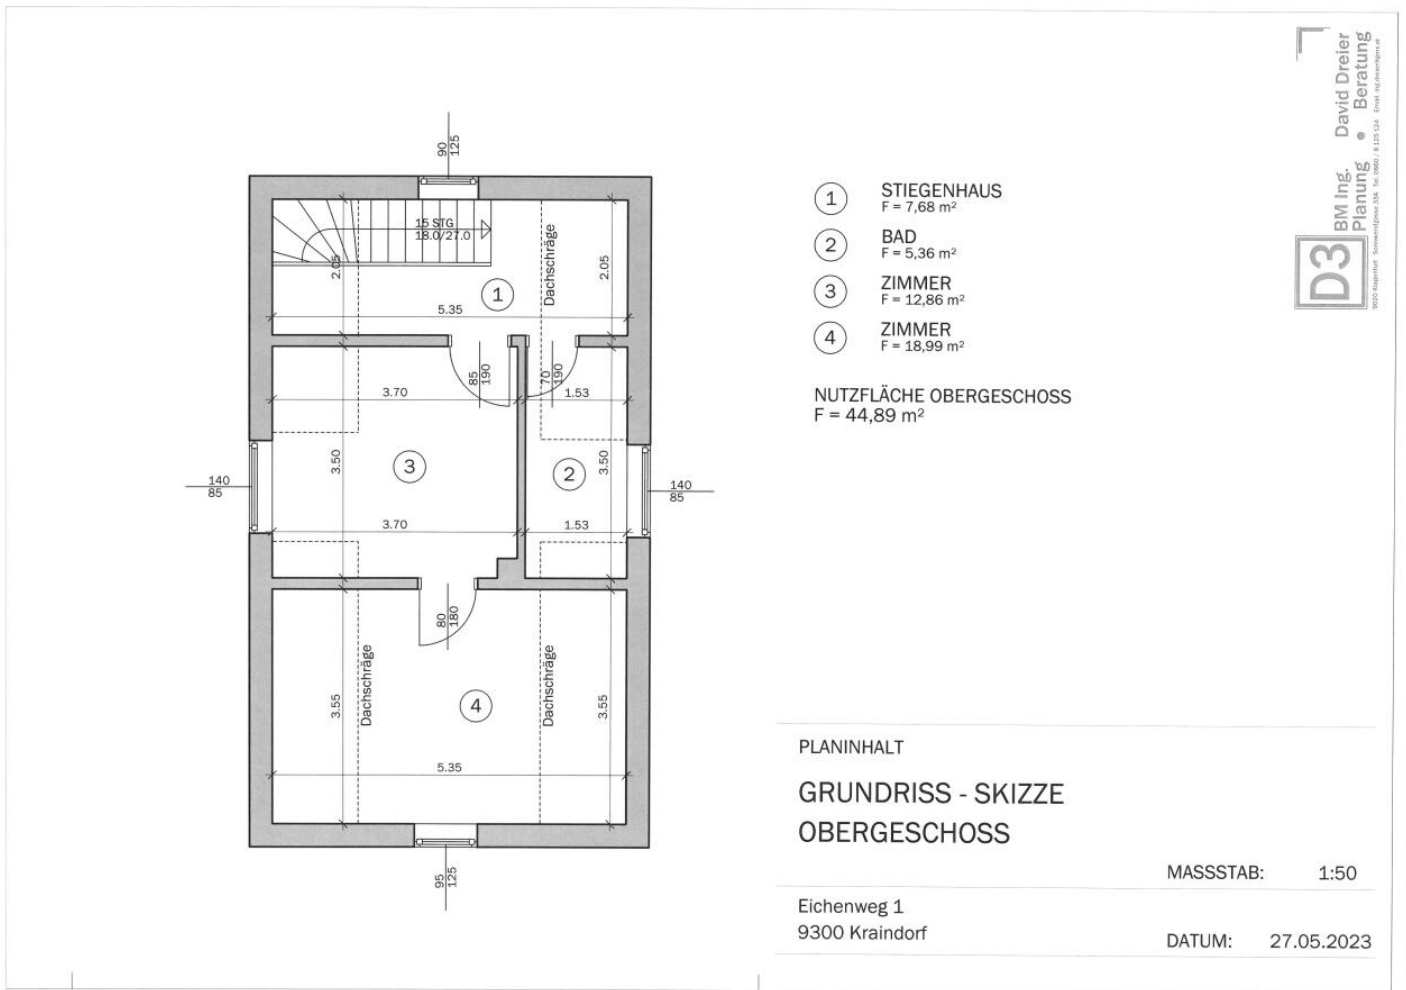 90
125
15 STG
18.0/27.0
2.05
Dachschräge
2.05
1
5.35
85
190
70
190
3.70
1.53
3.50
3
2
3.50
140
85
140
85
3.70
1.53
80
180
Dachschräge
Dachschräge
3.55
4
3.55
5.35
95
125
1 STIEGENHAUS
F = 7,68 m²
2 BAD
F = 5,36 m²
3 ZIMMER
F = 12,86 m²
4 ZIMMER
F = 18,99 m²
NUTZFLÄCHE OBERGESCHOSS
F = 44,89 m²
D3
BM Ing. David Dreier
Planung • Beratung
PLANINHALT
GRUNDRISS - SKIZZE
OBERGESCHOSS
MASSSTAB: 1:50
Eichenweg 1
9300 Kraindorf
DATUM: 27.05.2023